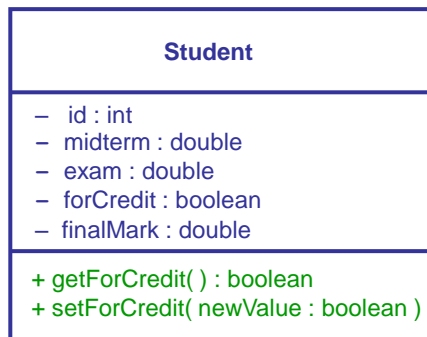 Student
– id : int
– midterm : double
– exam : double
– forCredit : boolean
– finalMark : double
+ getForCredit( ) : boolean
+ setForCredit( newValue : boolean )